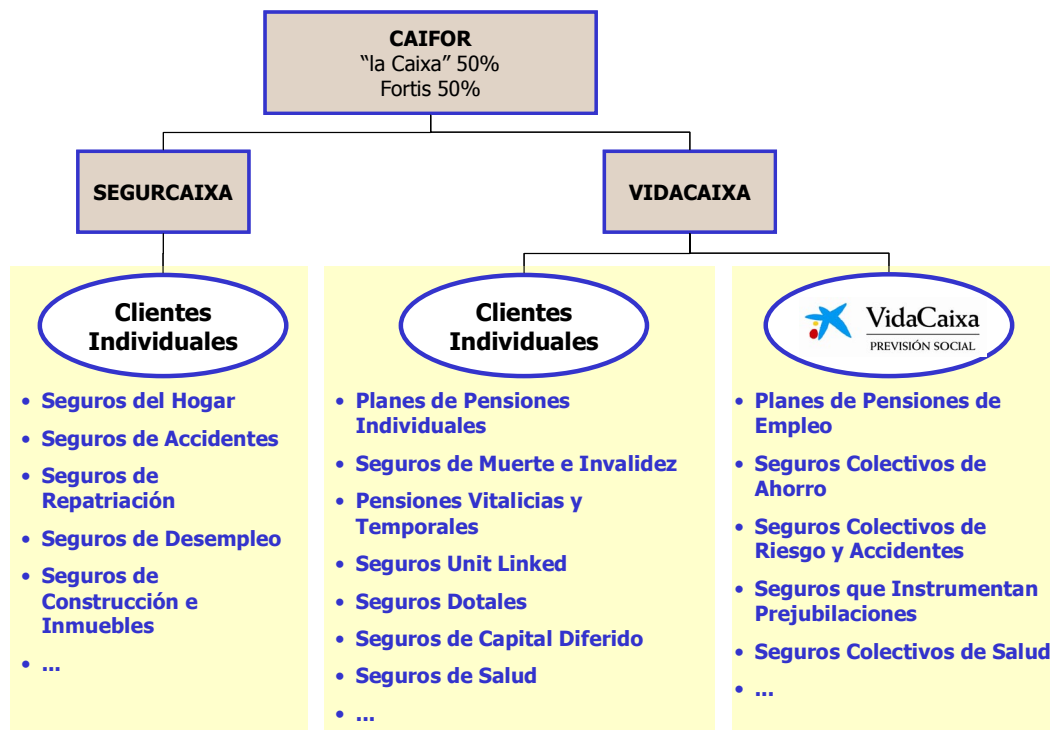 CAIFOR
“la Caixa” 50%
Fortis 50%
SEGURCAIXA
VIDACAIXA
Clientes
Individuales
• Seguros del Hogar
• Seguros de Accidentes
• Seguros de
Repatriación
• Seguros de Desempleo
• Seguros de
Construcción e
Inmuebles
• ...
Clientes
Individuales
• Planes de Pensiones
Individuales
• Seguros de Muerte e Invalidez
• Pensiones Vitalicias y
Temporales
• Seguros Unit Linked
• Seguros Dotales
• Seguros de Capital Diferido
• Seguros de Salud
• ...
VidaCaixa
PREVISIÓN SOCIAL
• Planes de Pensiones de
Empleo
• Seguros Colectivos de
Ahorro
• Seguros Colectivos de
Riesgo y Accidentes
• Seguros que Instrumentan
Prejubilaciones
• Seguros Colectivos de Salud
• ...